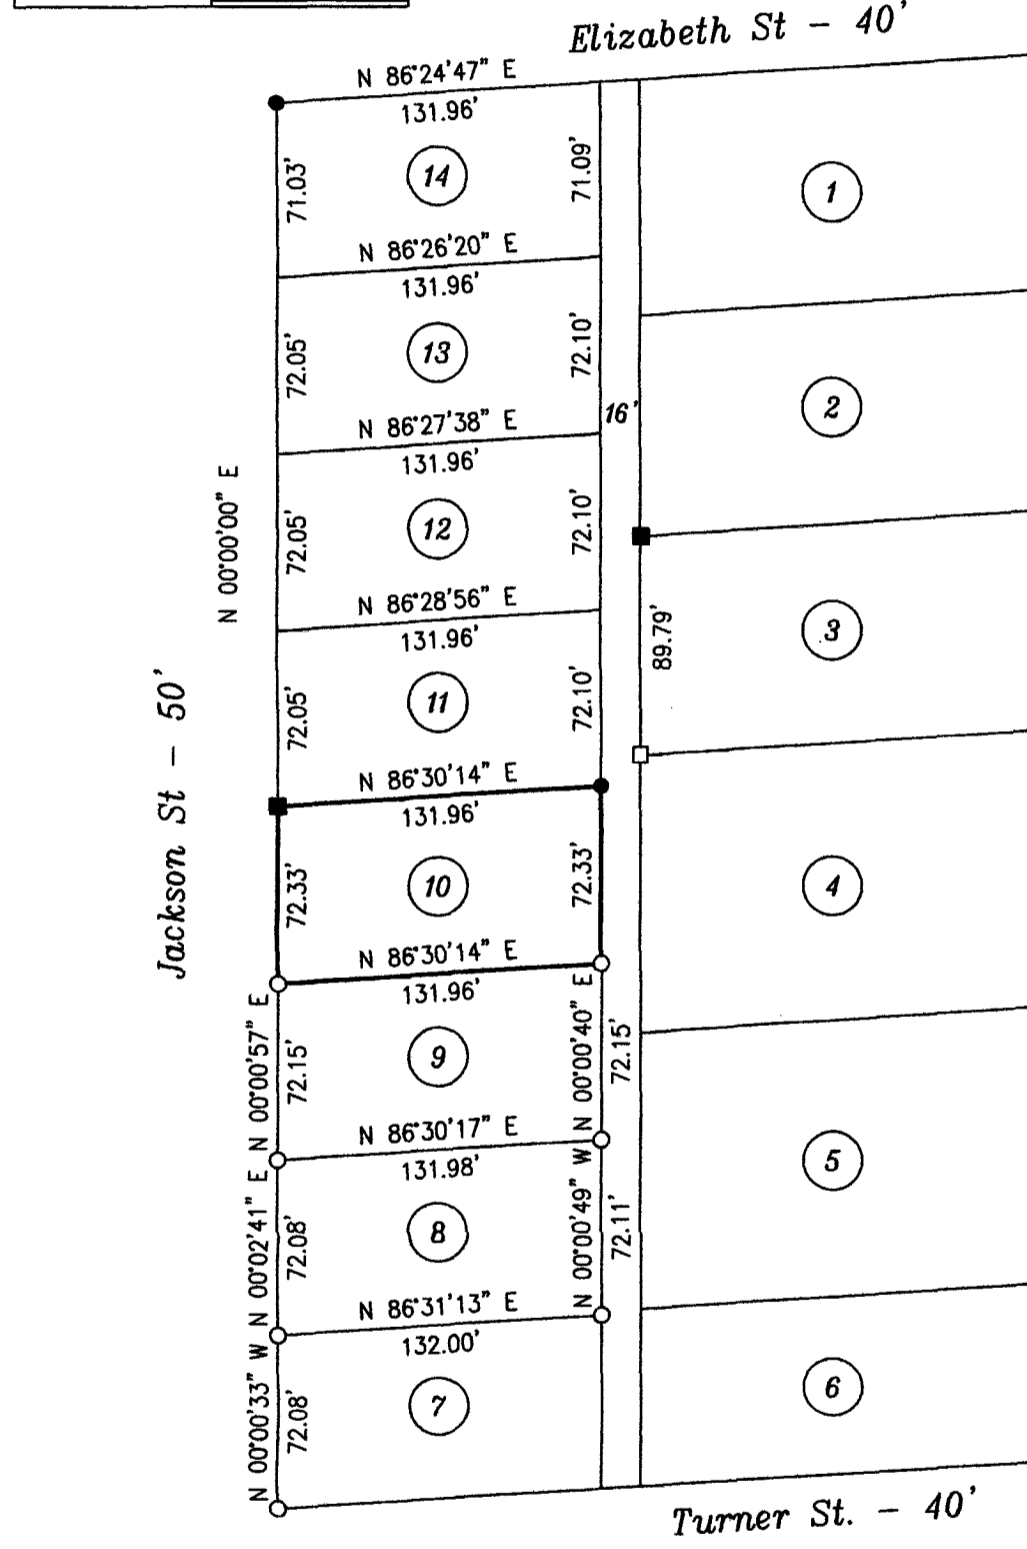 Elizabeth St - 40'
N 86°24'47" E
131.96'
71.03'
14
71.09'
1
N 86°26'20" E
131.96'
72.05'
13
72.10'
2
16'
N 86°27'38" E
131.96'
N 00°00'00" E
72.05'
12
72.10'
N 86°28'56" E
131.96'
89.79'
3
Jackson St - 50'
72.05'
11
72.10'
N 86°30'14" E
131.96'
72.33'
10
72.33'
4
N 86°30'14" E
131.96'
N 00°00'57" E
72.15'
9
N 00°00'40" E
72.15'
N 86°30'17" E
131.98'
5
N 00°02'41" E
72.08'
8
N 00°00'49" W
72.11'
N 86°31'13" E
132.00'
N 00°00'33" W
72.08'
7
6
Turner St. - 40'